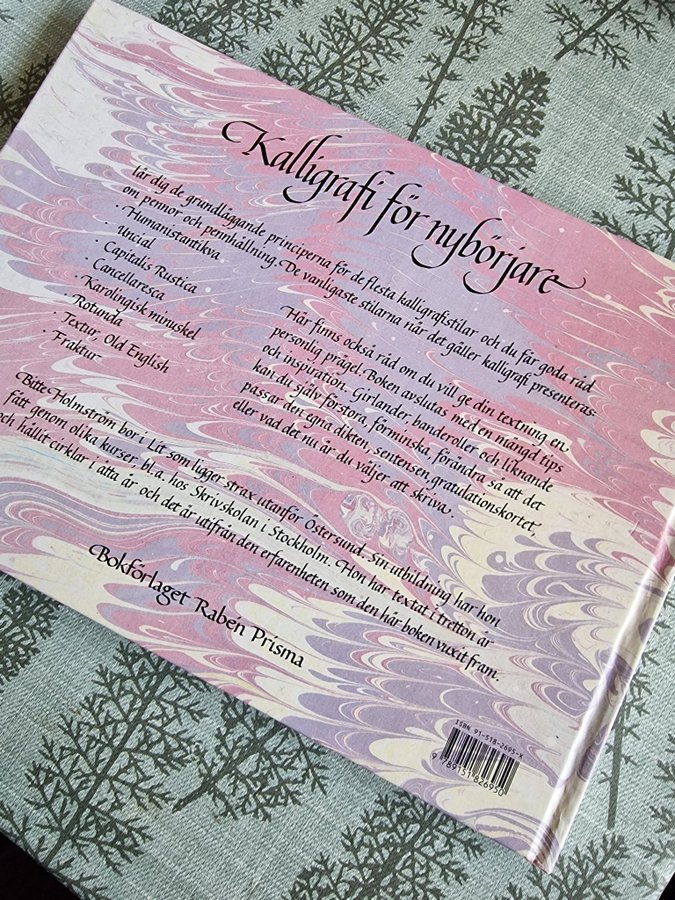 Kalligrafi för nybörjare
lär dig de grundläggande principerna för de flesta kalligrafistilar och du får goda råd
om pennor och pennhållning. De vanligaste stilarna när det gäller kalligrafi presenteras-
· Humanistantikva
· Uncial
· Capitalis Rustica
· Cancellaresca
· Karolingisk minuskel
· Rotunda
· Textur, Old English
· Fraktur
Här finns också råd om du vill ge din textning en
personlig prägel. Boken avslutas med en mängd tips
och inspiration. Girlander, banderoller och liknande
kan du själv förstora, förminska, förändra så att det
passar den egna dikten, sentensen, gratulationskortet,
eller vad det nu är du väljer att skriva.
Bitte Holmström bor i Lit som ligger strax utanför Östersund. Sin utbildning har hon
fått genom olika kurser, bl.a. hos Skrivskolan i Stockholm. Hon har textat i tretton år
och hållit cirklar i åtta år och det är utifrån den erfarenheten som den här boken vuxit fram.
Bokförlaget Rabén Prisma
ISBN 91-518-2695-X
9 789151 826950